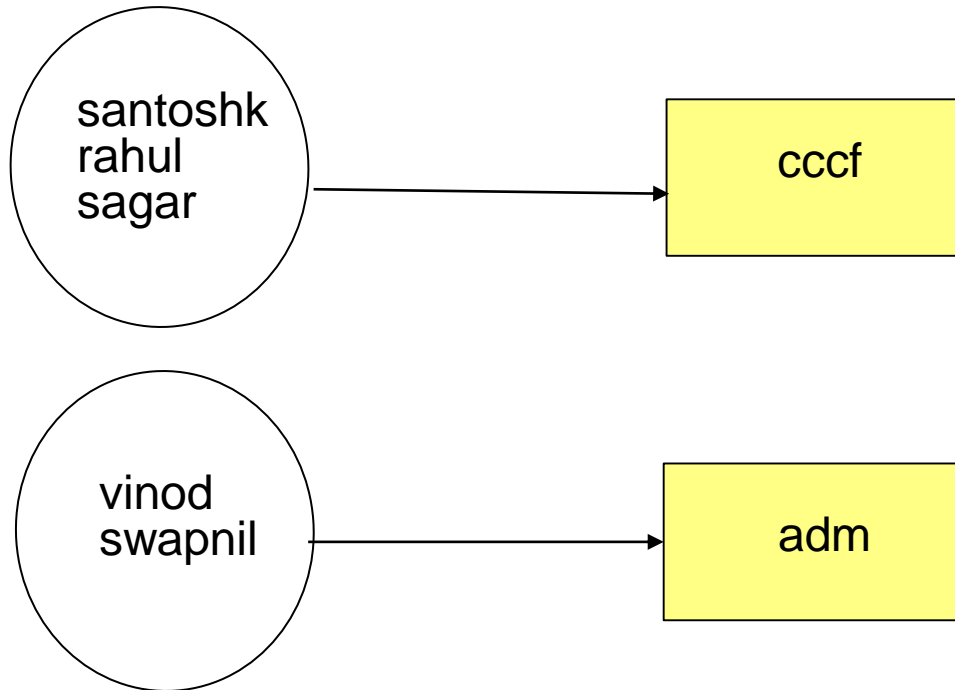 santoshk
rahul
sagar
cccf
vinod
swapnil
adm